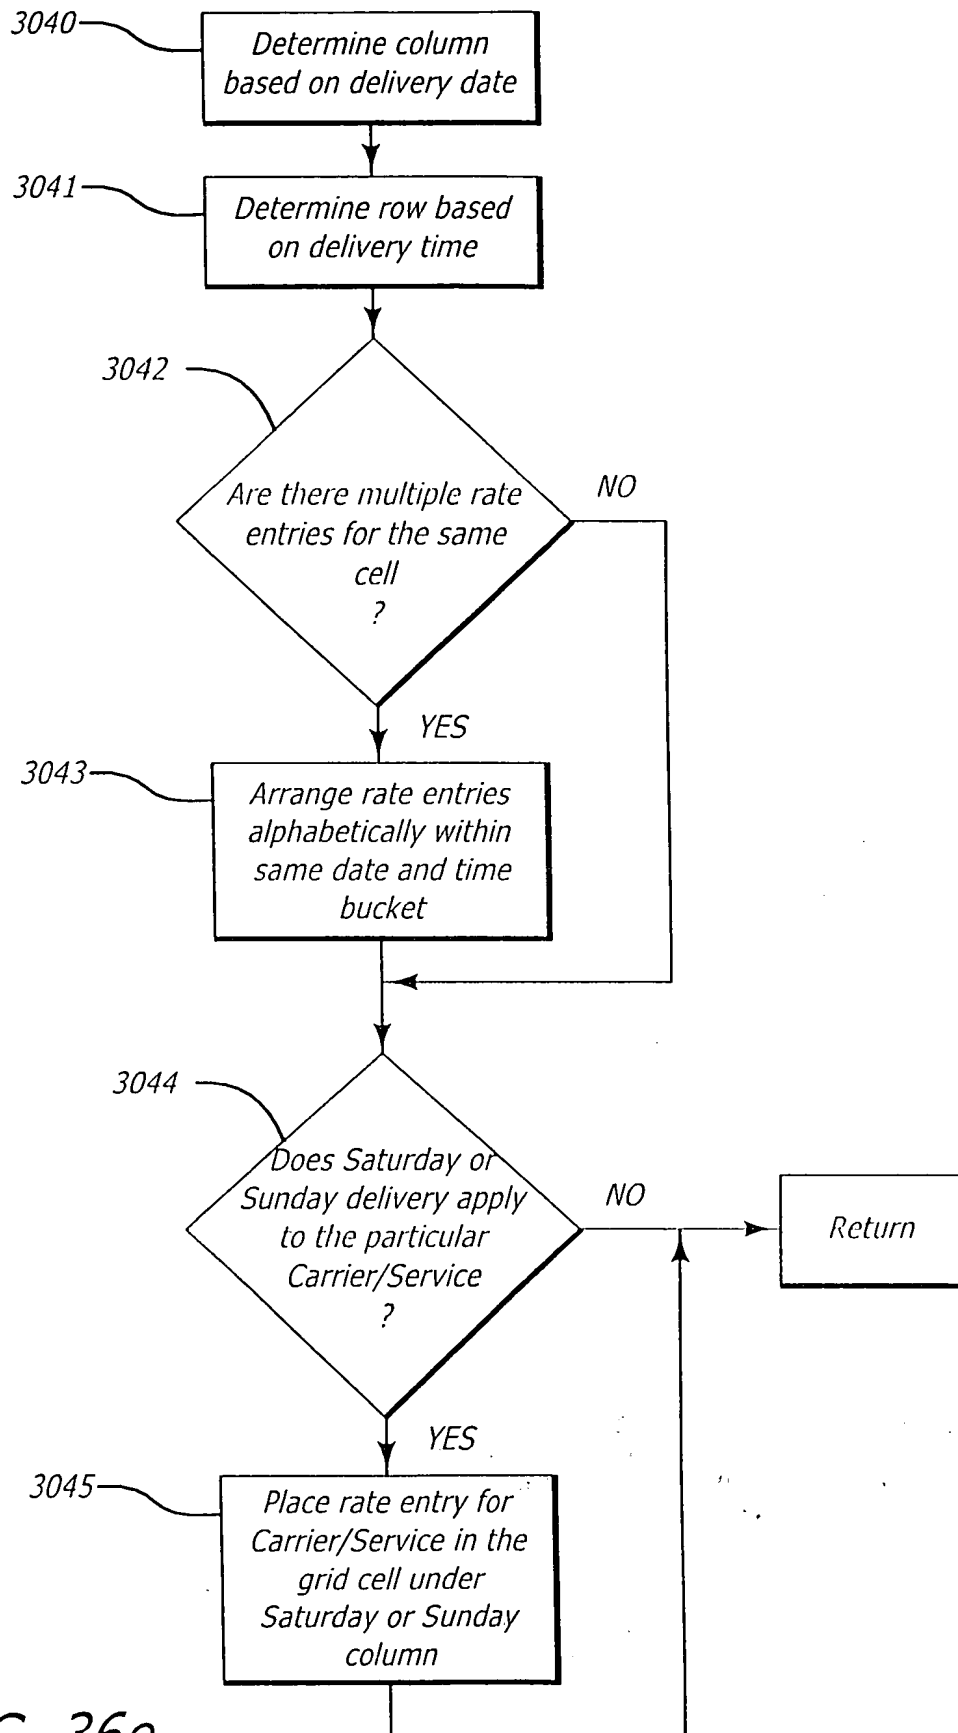 3040
Determine column
based on delivery date
3041
Determine row based
on delivery time
3042
Are there multiple rate
entries for the same
cell
?
NO
YES
3043
Arrange rate entries
alphabetically within
same date and time
bucket
3044
Does Saturday or
Sunday delivery apply
to the particular
Carrier/Service
?
NO
Return
YES
3045
Place rate entry for
Carrier/Service in the
grid cell under
Saturday or Sunday
column